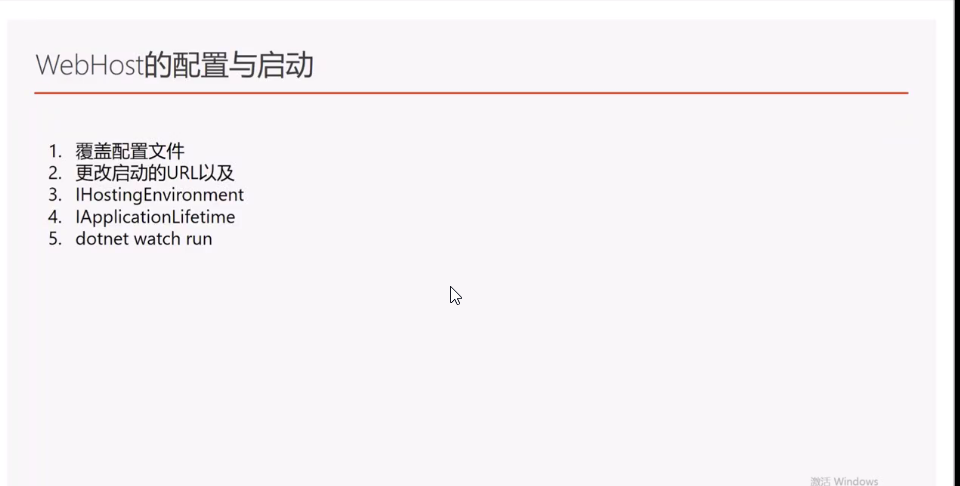 WebHost的配置与启动
1. 覆盖配置文件
2. 更改启动的URL以及
3. IHostingEnvironment
4. IApplicationLifetime
5. dotnet watch run
激活 Windows